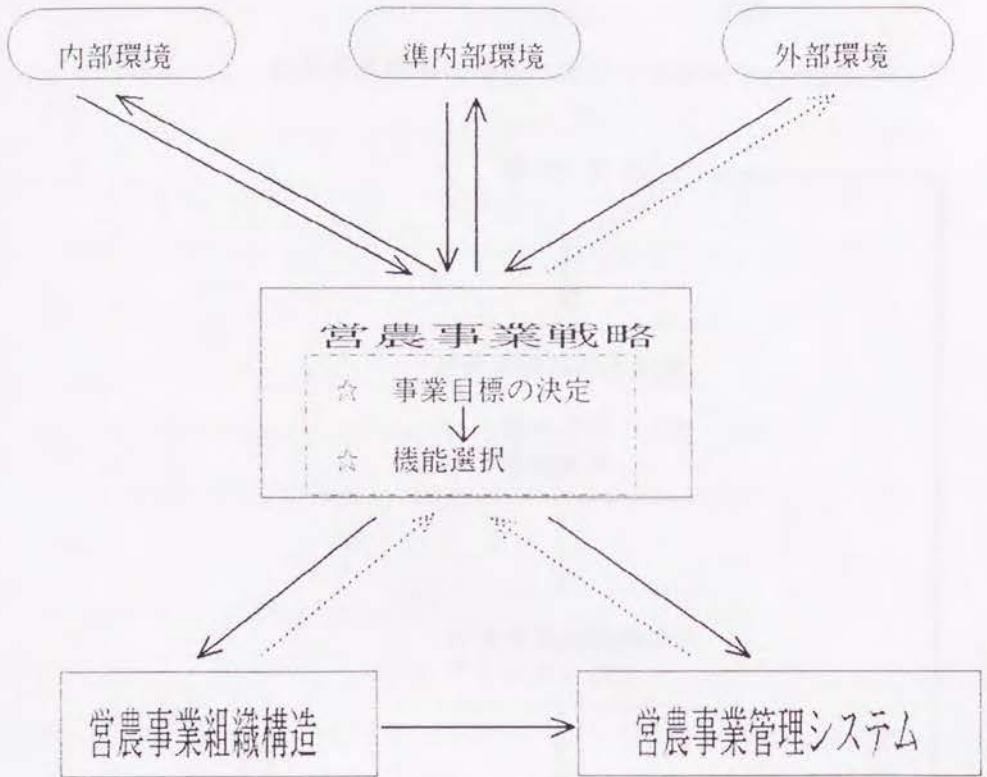 内部環境
準内部環境
外部環境
営農事業戦略
☆ 事業目標の決定
☆ 機能選択
営農事業組織構造
営農事業管理システム